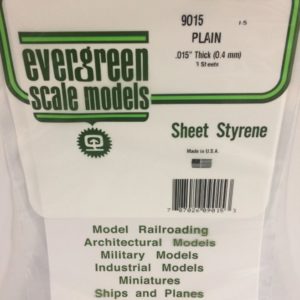 9015
PLAIN
.015" Thick (0.4 mm)
Sheets
evergreen
scale models
Sheet Styrene
Made in U.S.A.
Model Railroading
Architectural Models
Military Models
Industrial Models
Miniatures
Ships and Planes